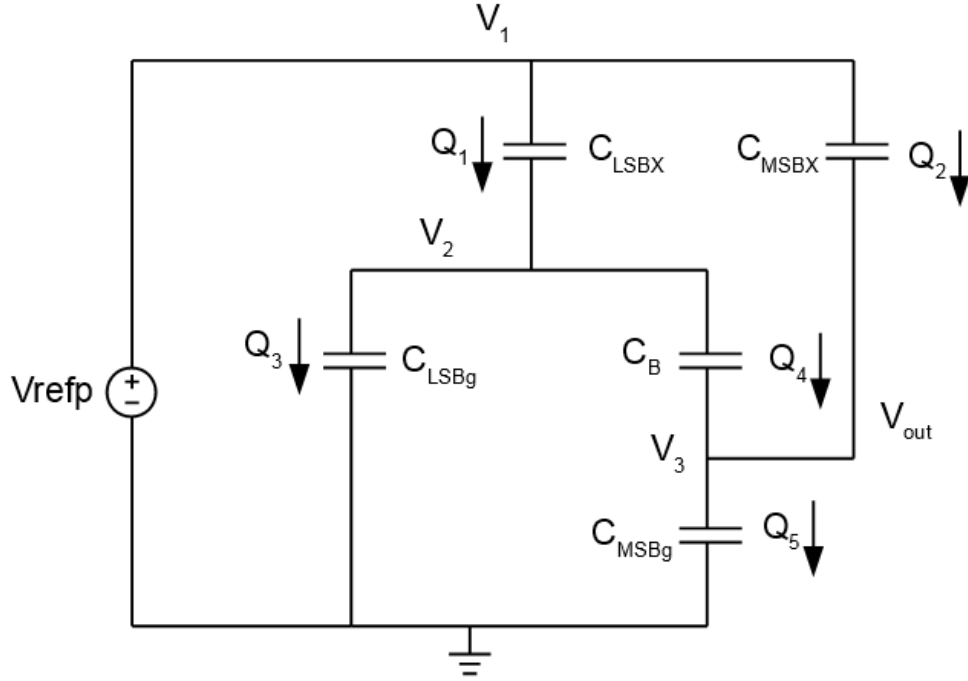 V1
Q1
CLSBX
CMSBX
Q2
V2
Q3
CLSBg
CB
Q4
Vrefp
+
−
Vout
V3
CMSBg
Q5